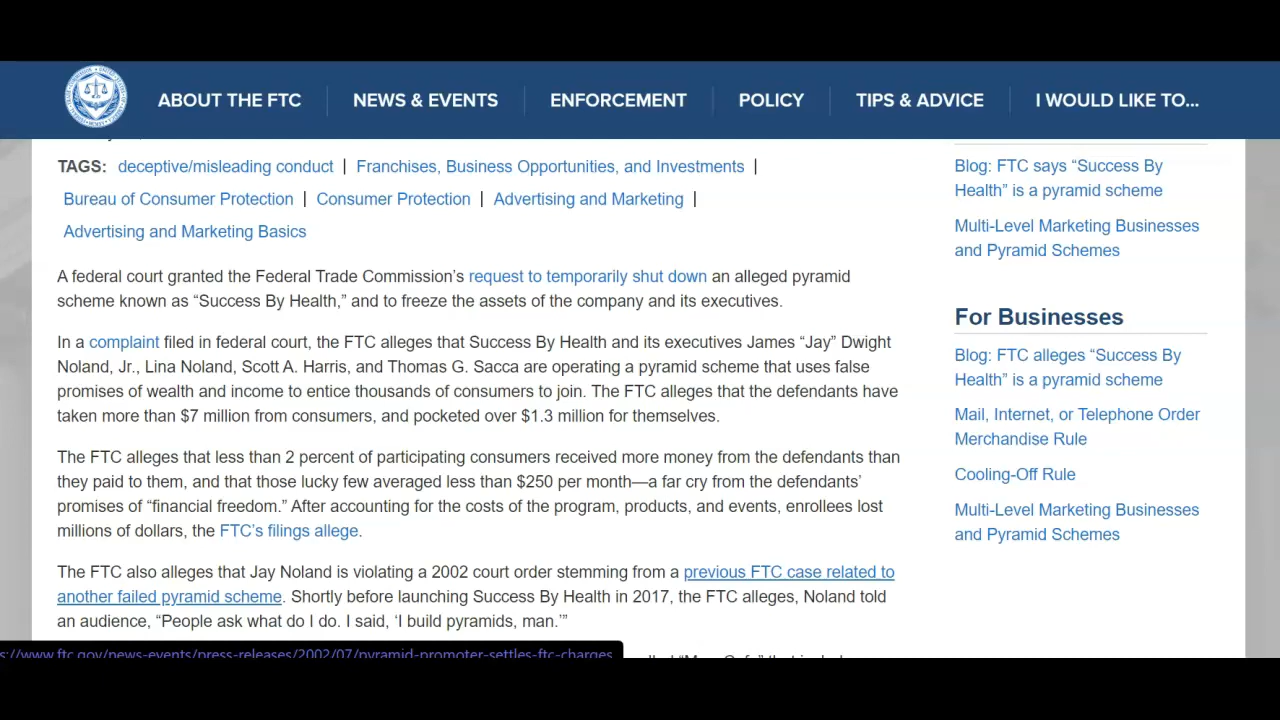 ABOUT THE FTC
NEWS & EVENTS
ENFORCEMENT
POLICY
TIPS & ADVICE
I WOULD LIKE TO...
TAGS: deceptive/misleading conduct | Franchises, Business Opportunities, and Investments |
Bureau of Consumer Protection | Consumer Protection | Advertising and Marketing |
Advertising and Marketing Basics
A federal court granted the Federal Trade Commission’s request to temporarily shut down an alleged pyramid
scheme known as “Success By Health,” and to freeze the assets of the company and its executives.
In a complaint filed in federal court, the FTC alleges that Success By Health and its executives James “Jay” Dwight
Noland, Jr., Lina Noland, Scott A. Harris, and Thomas G. Sacca are operating a pyramid scheme that uses false
promises of wealth and income to entice thousands of consumers to join. The FTC alleges that the defendants have
taken more than $7 million from consumers, and pocketed over $1.3 million for themselves.
The FTC alleges that less than 2 percent of participating consumers received more money from the defendants than
they paid to them, and that those lucky few averaged less than $250 per month—a far cry from the defendants’
promises of “financial freedom.” After accounting for the costs of the program, products, and events, enrollees lost
millions of dollars, the FTC’s filings allege.
The FTC also alleges that Jay Noland is violating a 2002 court order stemming from a previous FTC case related to
another failed pyramid scheme. Shortly before launching Success By Health in 2017, the FTC alleges, Noland told
an audience, “People ask what do I do. I said, ‘I build pyramids, man.’”
s://www.ftc.gov/news-events/press-releases/2002/07/pyramid-promoter-settles-ftc-charges
Blog: FTC says “Success By
Health” is a pyramid scheme
Multi-Level Marketing Businesses
and Pyramid Schemes
For Businesses
Blog: FTC alleges “Success By
Health” is a pyramid scheme
Mail, Internet, or Telephone Order
Merchandise Rule
Cooling-Off Rule
Multi-Level Marketing Businesses
and Pyramid Schemes